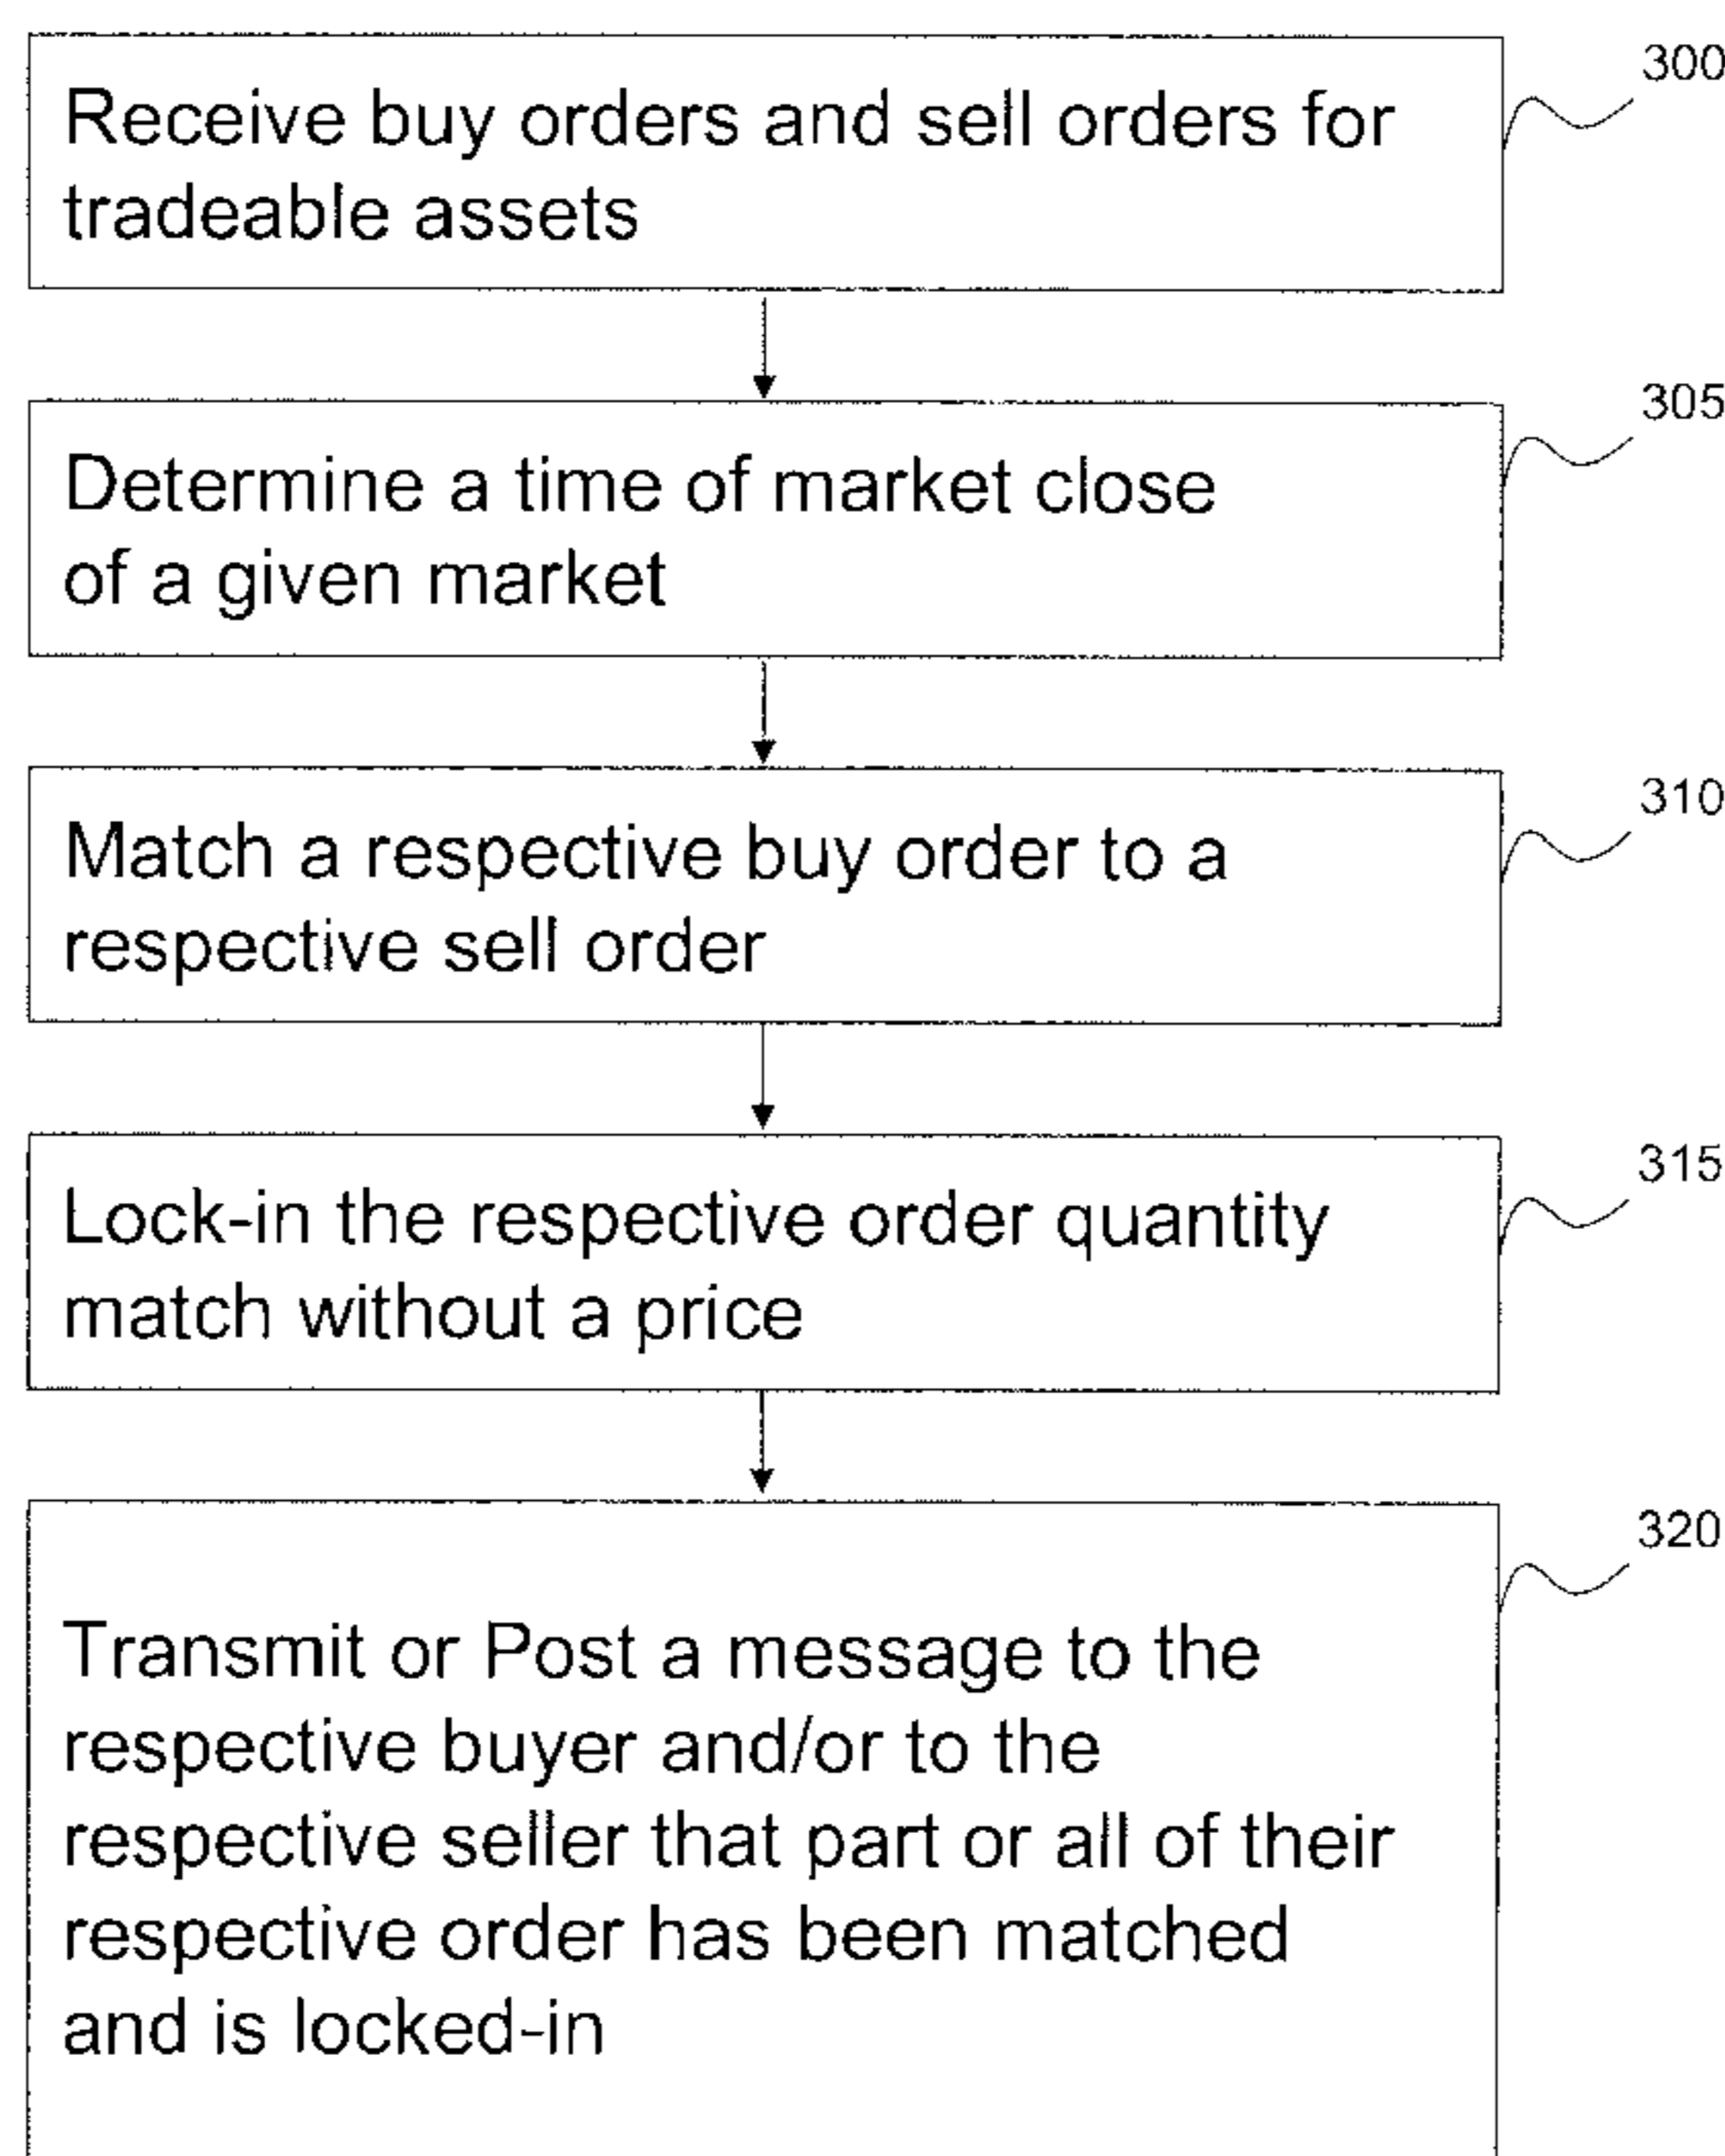 300
Receive buy orders and sell orders for
tradeable assets
305
Determine a time of market close
of a given market
310
Match a respective buy order to a
respective sell order
315
Lock-in the respective order quantity
match without a price
320
Transmit or Post a message to the
respective buyer and/or to the
respective seller that part or all of their
respective order has been matched
and is locked-in